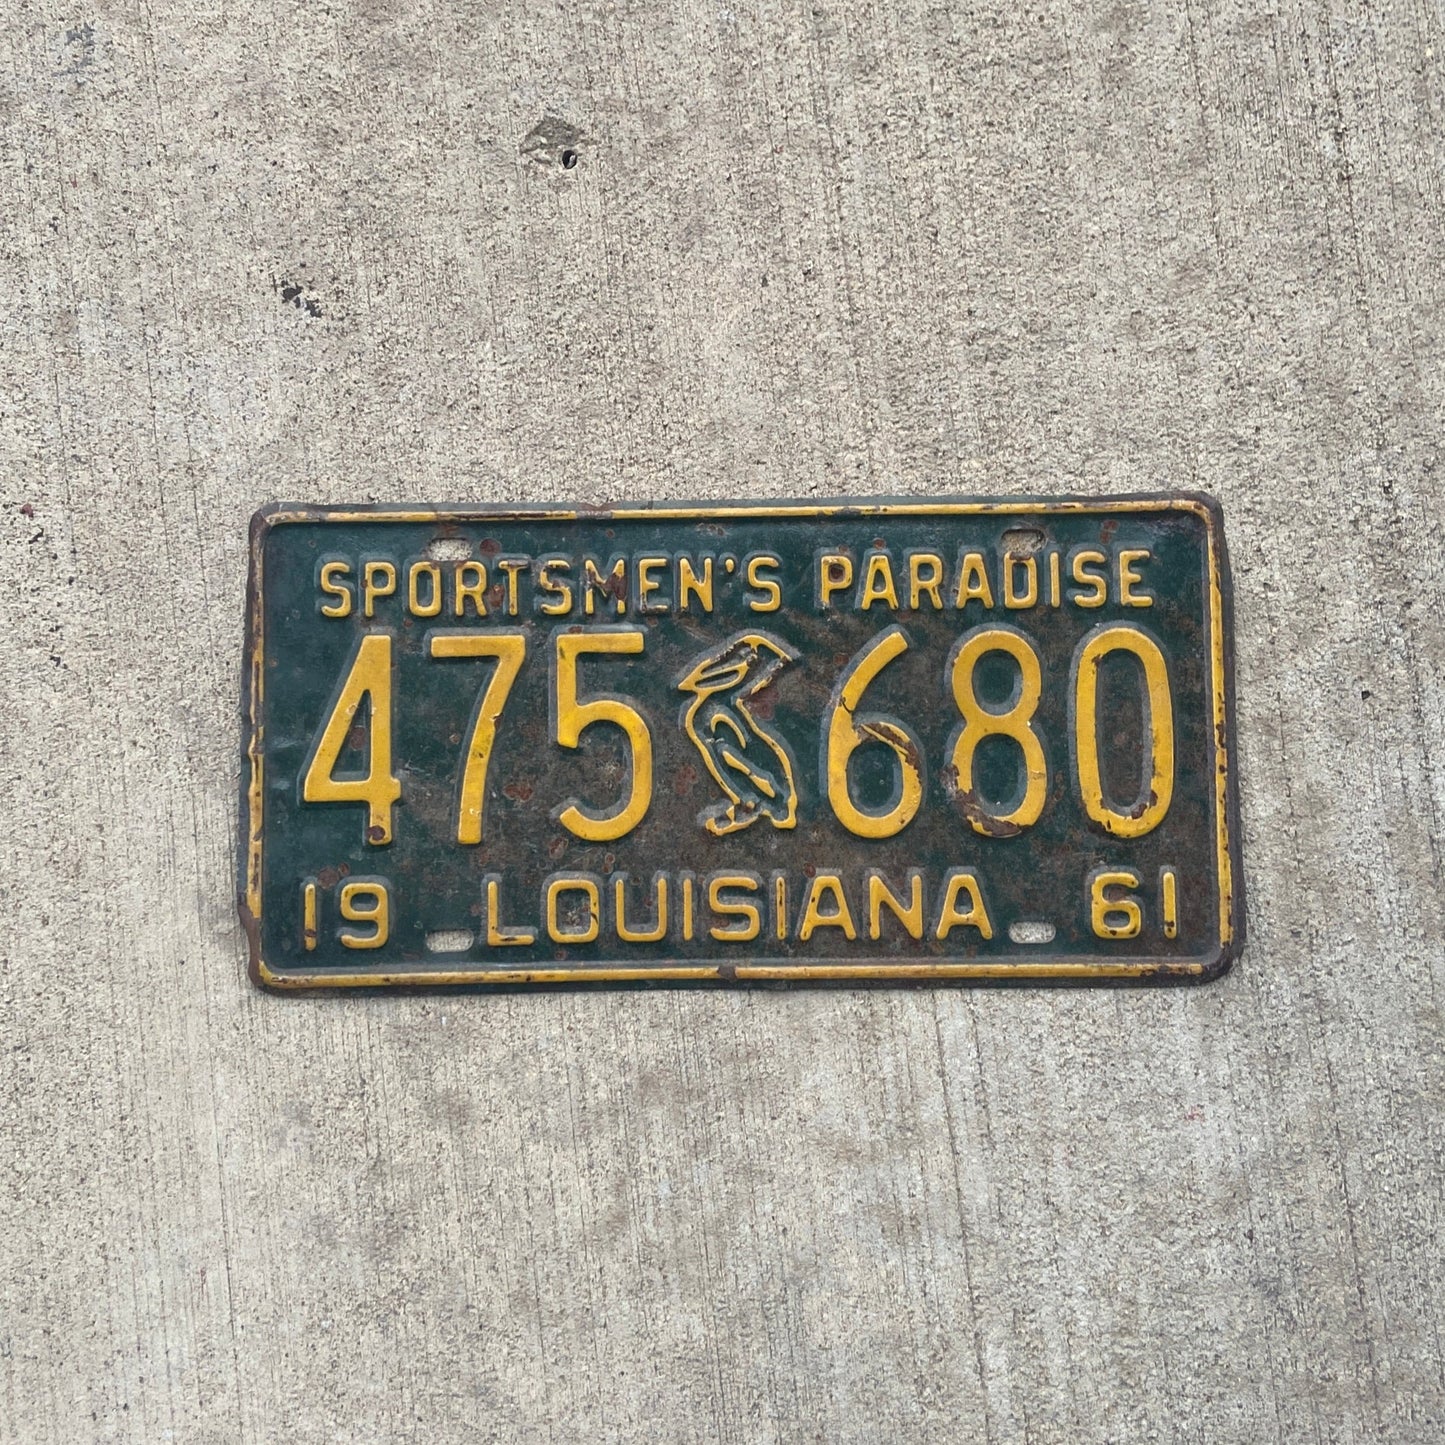 SPORTSMEN'S PARADISE
475 680
19 LOUISIANA 61